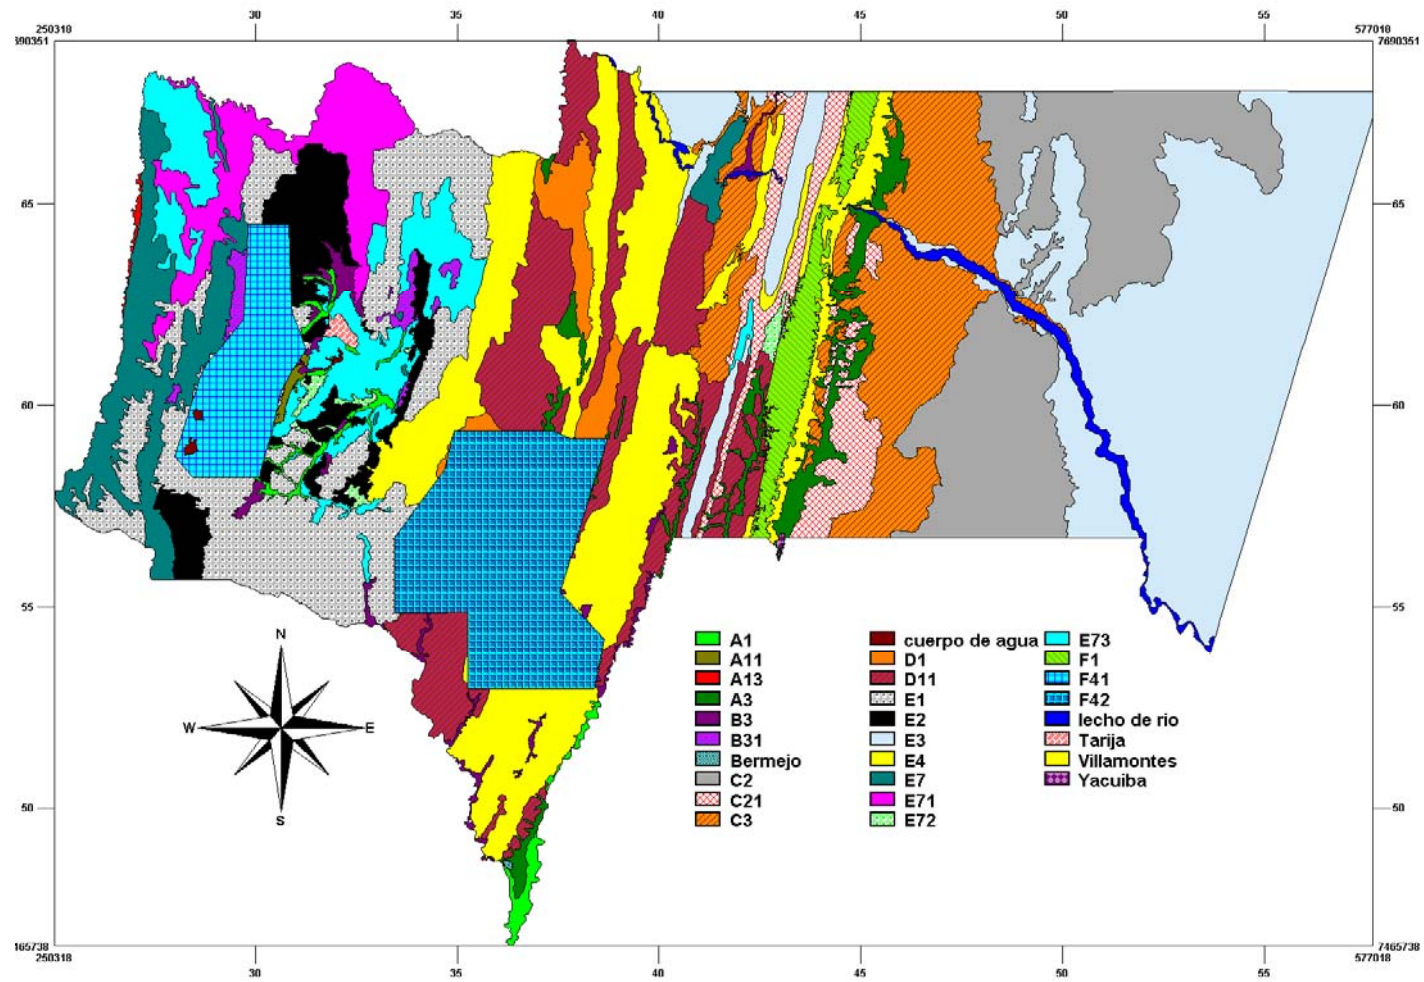 30 35 40 45 50 55
250318 577018
690351 7690351
65 65
60 60
55 55
N
W E
S
A1 cuerpo de agua E73
A11 D1 F1
A13 D11 F41
A3 E1 F42
B3 E2 lecho de rio
B31 E3 Tarija
Bermejo E4 Villamontes
C2 E7 Yacuiba
C21 E71
C3 E72
50 50
465738 7465738
250318 577018
30 35 40 45 50 55